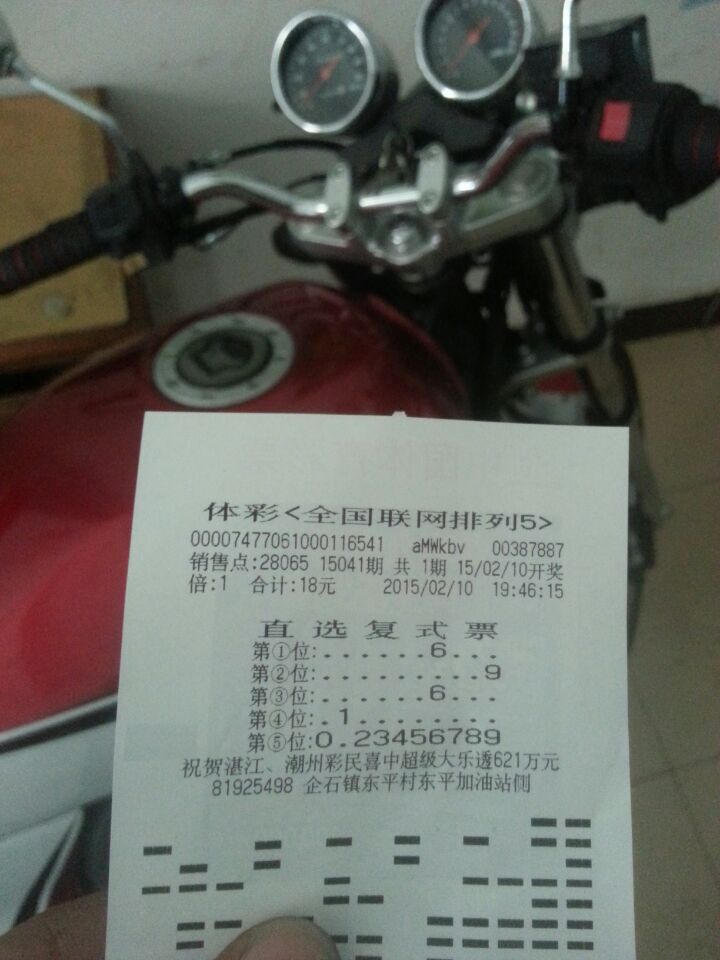 体彩<全国联网排列5>
00007477061000116541 aMWkbv 00387887
销售点:28065 15041期 共 1期 15/02/10开奖
倍:1 合计:18元 2015/02/10 19:46:15
直选复式票
第①位:......6...
第②位:.........9
第③位:......6...
第④位:.1........
第⑤位:0.23456789
祝贺湛江、潮州彩民喜中超级大乐透621万元
81925498 企石镇东平村东平加油站侧